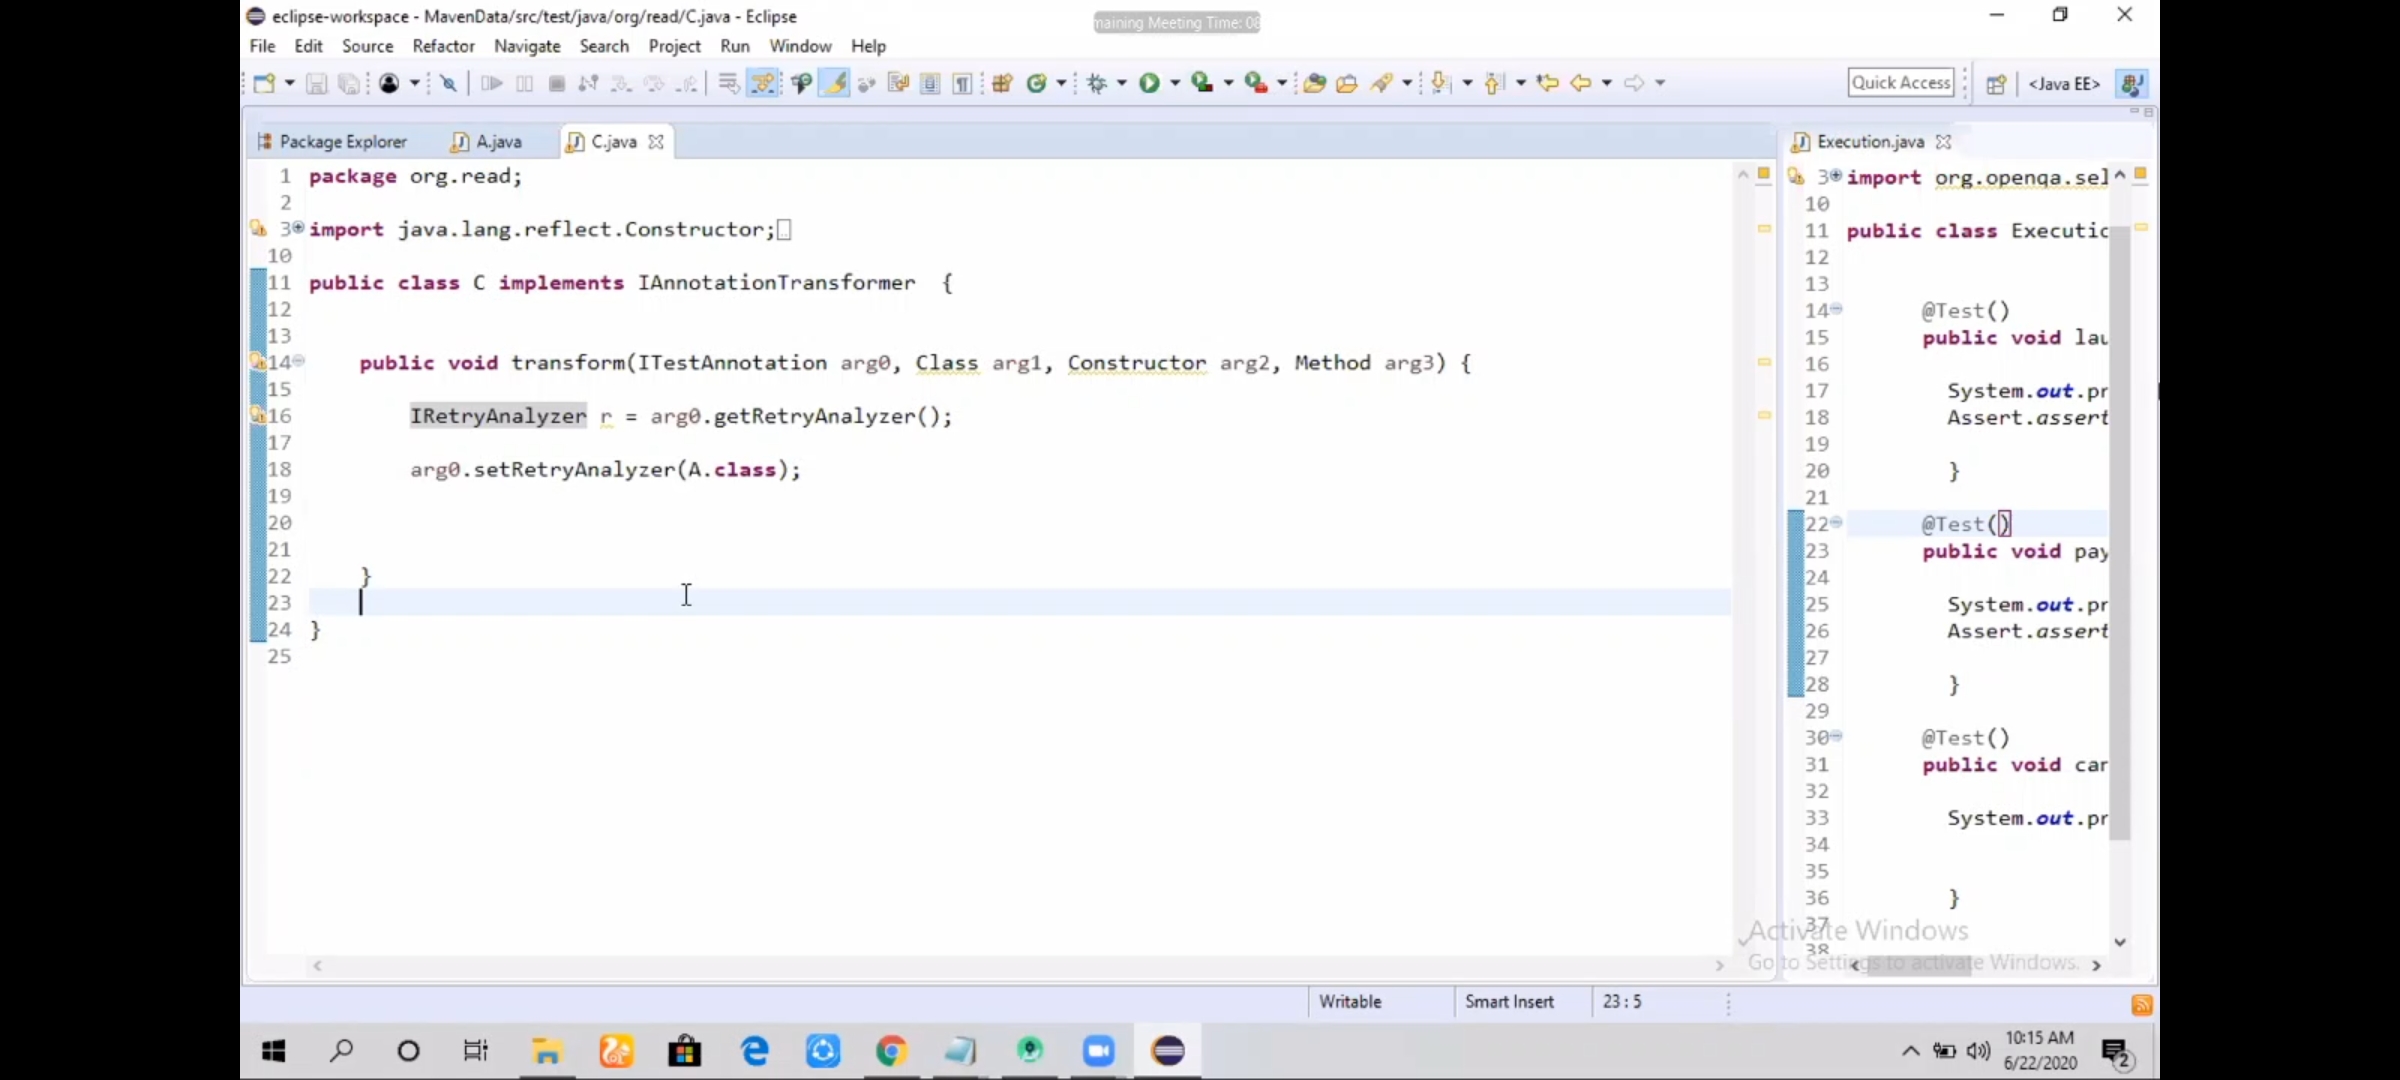 eclipse-workspace - MavenData/src/test/java/org/read/C.java - Eclipse
maining Meeting Time: 08
File Edit Source Refactor Navigate Search Project Run Window Help
Quick Access
<Java EE>
Package Explorer
A.java
C.java
1 package org.read;
2
3 import java.lang.reflect.Constructor;
10
11 public class C implements IAnnotationTransformer {
12
13
14 public void transform(ITestAnnotation arg0, Class arg1, Constructor arg2, Method arg3) {
15
16 IRetryAnalyzer r = arg0.getRetryAnalyzer();
17
18 arg0.setRetryAnalyzer(A.class);
19
20
21
22 }
23
24 }
25
Execution.java
3 import org.openqa.sel
10
11 public class Executic
12
13
14 @Test()
15 public void lau
16
17 System.out.pr
18 Assert.assert
19
20 }
21
22 @Test()
23 public void pay
24
25 System.out.pr
26 Assert.assert
27
28 }
29
30 @Test()
31 public void car
32
33 System.out.pr
34
35
36 }
37
38
Activate Windows
Go to Settings to activate Windows.
Writable
Smart Insert
23 : 5
10:15 AM
6/22/2020
2